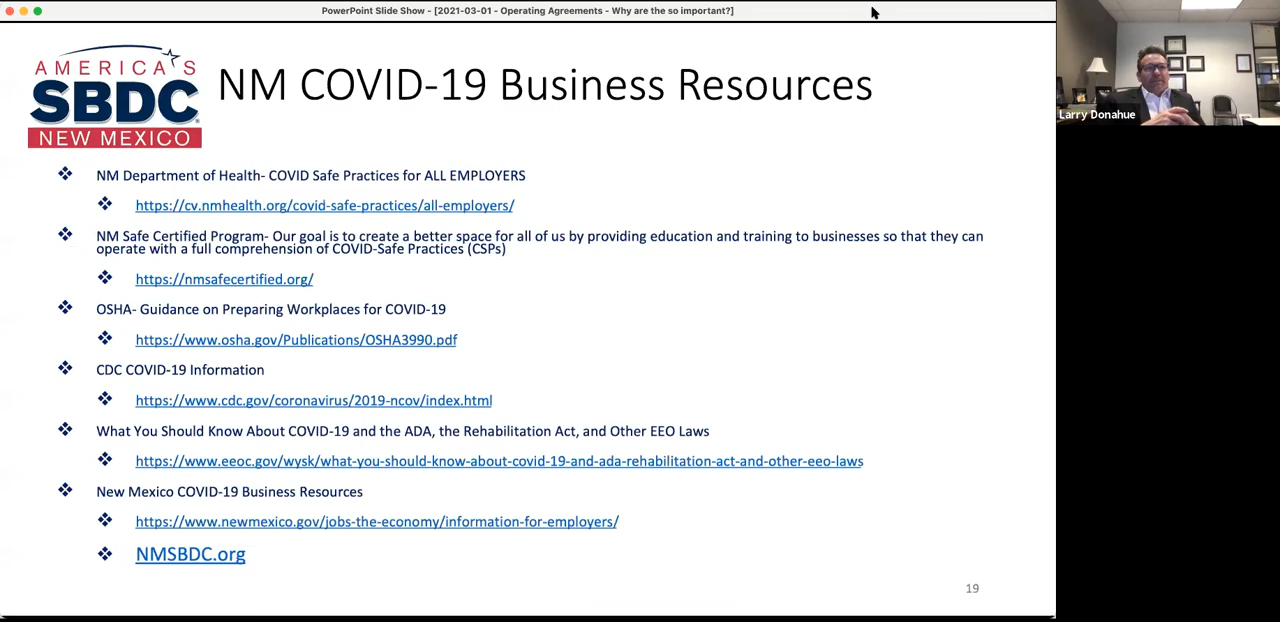 PowerPoint Slide Show - [2021-03-01 - Operating Agreements - Why are the so important?]
AMERICA'S
SBDC
NEW MEXICO
NM COVID-19 Business Resources
Larry Donahue
NM Department of Health- COVID Safe Practices for ALL EMPLOYERS
https://cv.nmhealth.org/covid-safe-practices/all-employers/
NM Safe Certified Program- Our goal is to create a better space for all of us by providing education and training to businesses so that they can
operate with a full comprehension of COVID-Safe Practices (CSPs)
https://nmsafecertified.org/
OSHA- Guidance on Preparing Workplaces for COVID-19
https://www.osha.gov/Publications/OSHA3990.pdf
CDC COVID-19 Information
https://www.cdc.gov/coronavirus/2019-ncov/index.html
What You Should Know About COVID-19 and the ADA, the Rehabilitation Act, and Other EEO Laws
https://www.eeoc.gov/wysk/what-you-should-know-about-covid-19-and-ada-rehabilitation-act-and-other-eeo-laws
New Mexico COVID-19 Business Resources
https://www.newmexico.gov/jobs-the-economy/information-for-employers/
NMSBDC.org
19